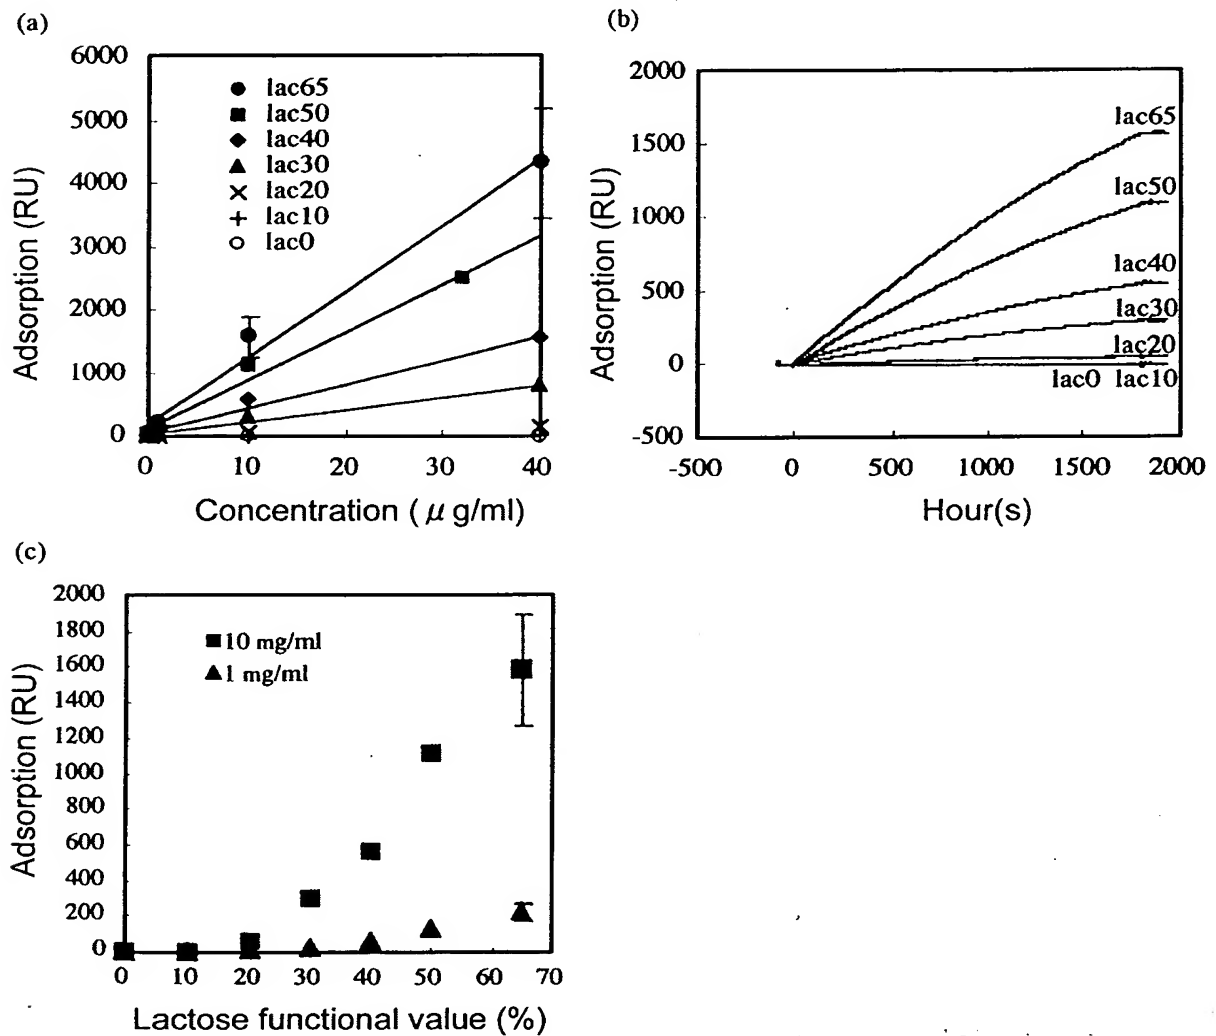 (a)
6000
5000
4000
3000
2000
1000
0
lac65
lac50
lac40
lac30
lac20
lac10
lac0
0 10 20 30 40
Adsorption (RU)
Concentration ( μ g/ml)
(b)
2000
1500
1000
500
0
-500
lac65
lac50
lac40
lac30
lac20
lac0 lac10
-500 0 500 1000 1500 2000
Adsorption (RU)
Hour(s)
(c)
2000
1800
1600
1400
1200
1000
800
600
400
200
0
10 mg/ml
1 mg/ml
0 10 20 30 40 50 60 70
Adsorption (RU)
Lactose functional value (%)